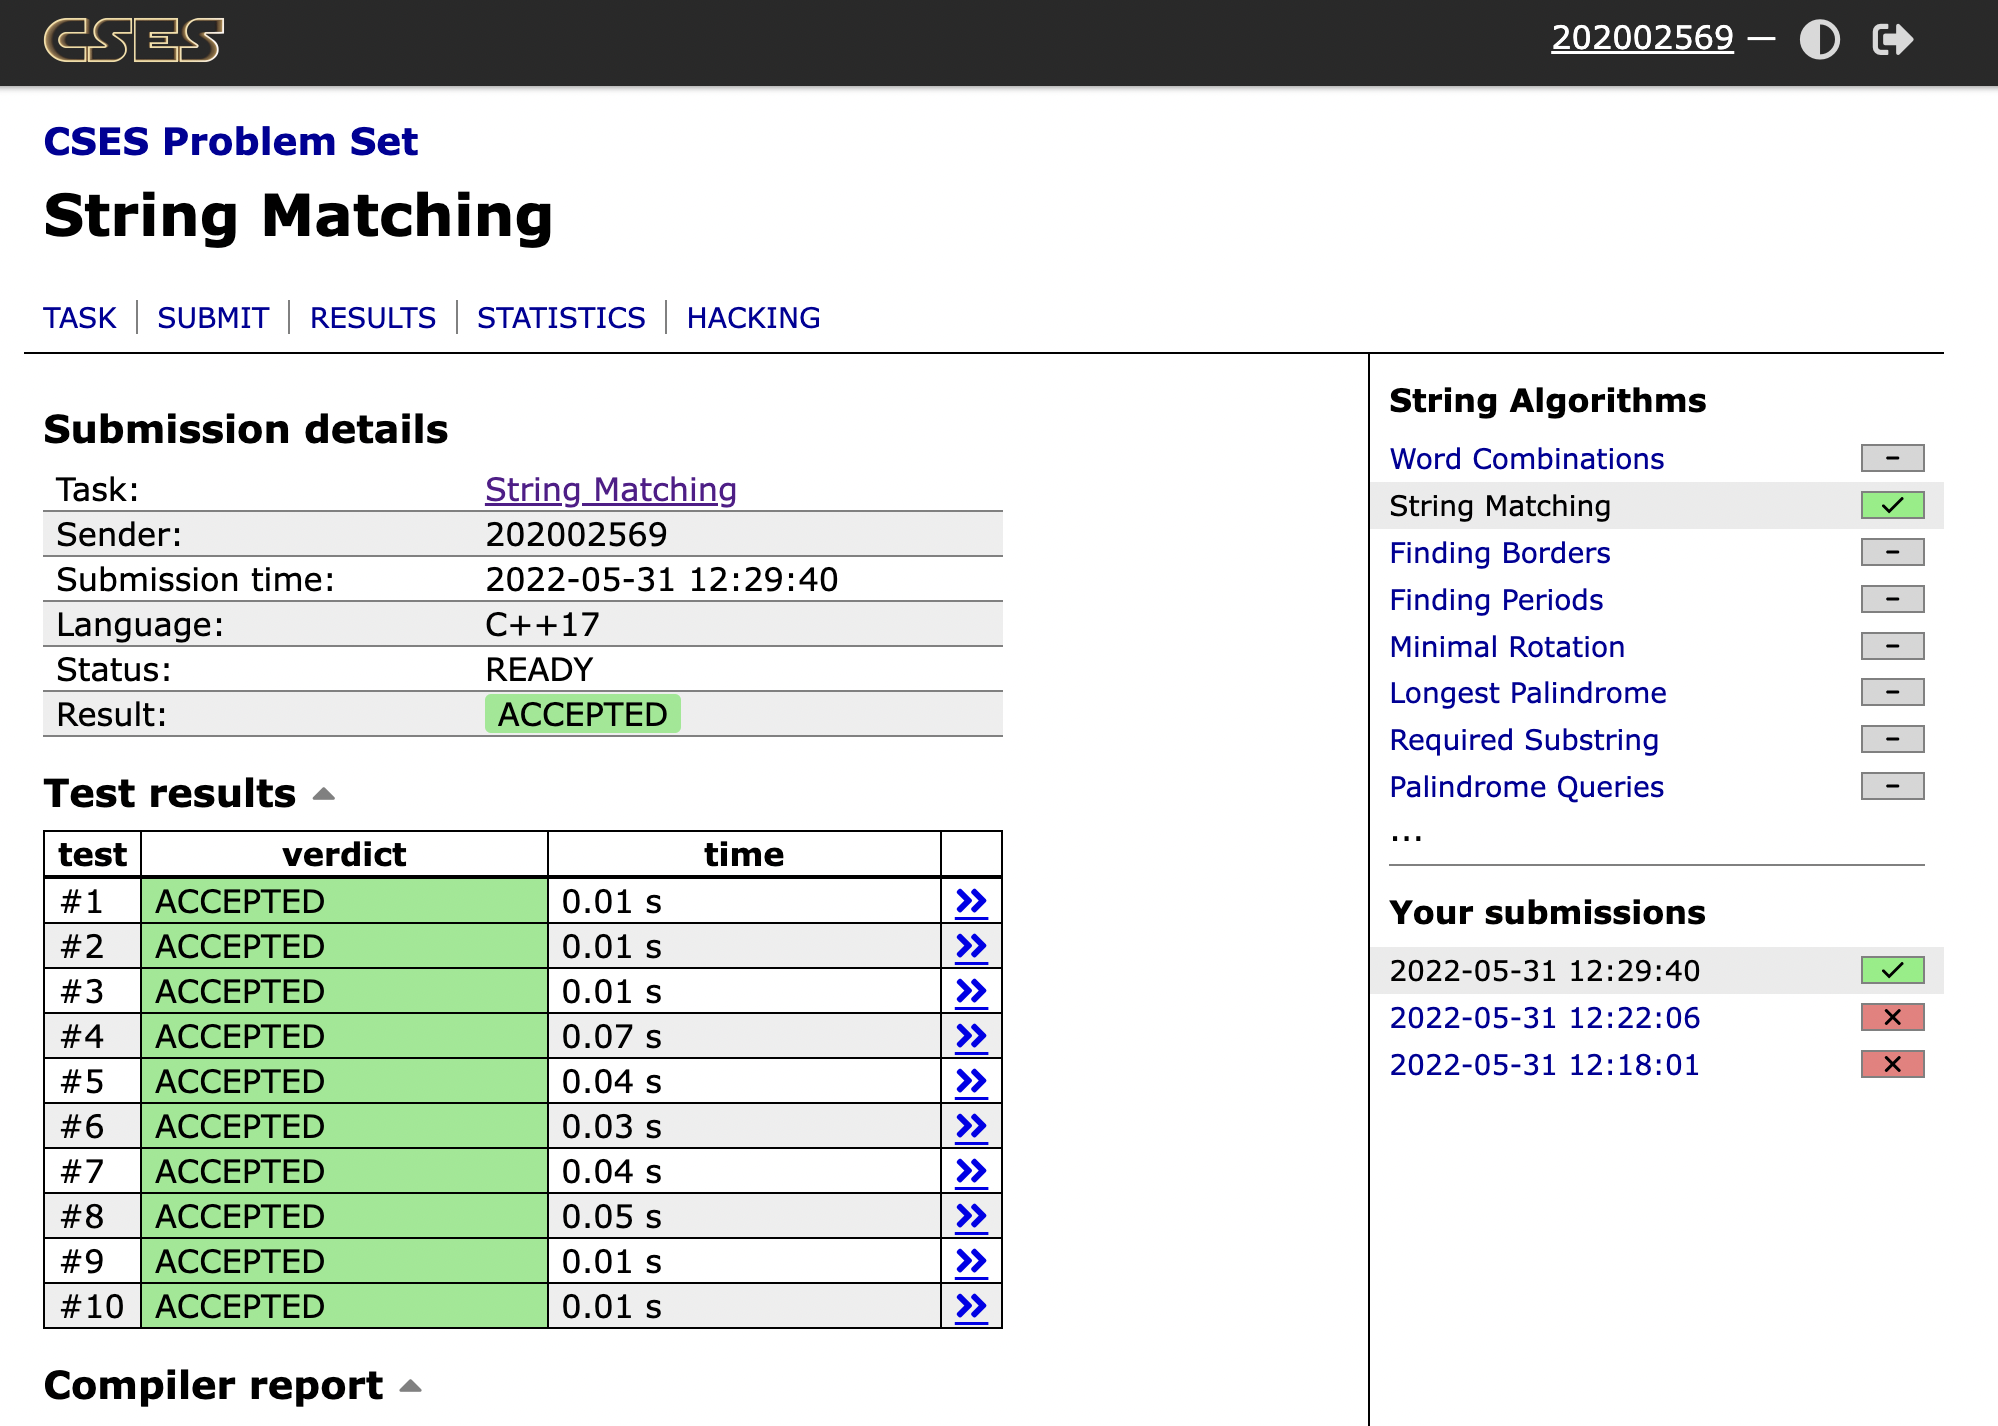 CSES
202002569 —
CSES Problem Set
String Matching
TASK
SUBMIT
RESULTS
STATISTICS
HACKING
Submission details
Task: String Matching
Sender: 202002569
Submission time: 2022-05-31 12:29:40
Language: C++17
Status: READY
Result: ACCEPTED
Test results
test verdict time
#1 ACCEPTED 0.01 s »
#2 ACCEPTED 0.01 s »
#3 ACCEPTED 0.01 s »
#4 ACCEPTED 0.07 s »
#5 ACCEPTED 0.04 s »
#6 ACCEPTED 0.03 s »
#7 ACCEPTED 0.04 s »
#8 ACCEPTED 0.05 s »
#9 ACCEPTED 0.01 s »
#10 ACCEPTED 0.01 s »
Compiler report
String Algorithms
Word Combinations –
String Matching ✓
Finding Borders –
Finding Periods –
Minimal Rotation –
Longest Palindrome –
Required Substring –
Palindrome Queries –
...
Your submissions
2022-05-31 12:29:40 ✓
2022-05-31 12:22:06 ×
2022-05-31 12:18:01 ×